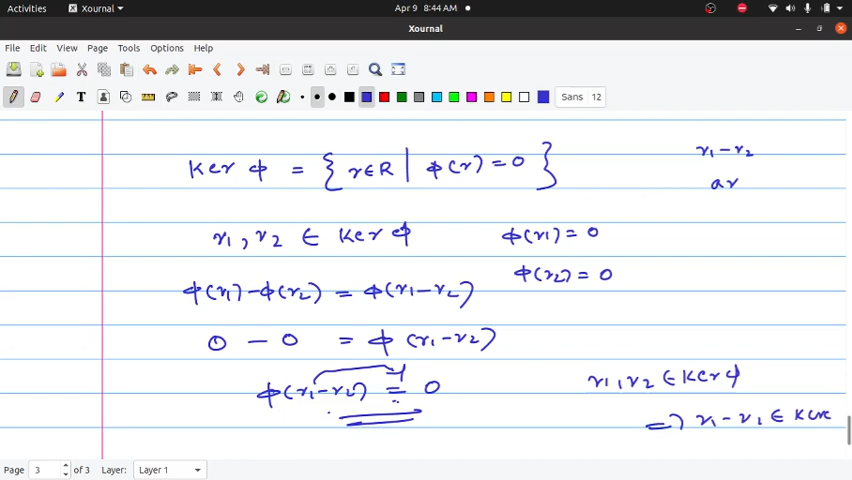 Activities Xournal Apr 9 8:44 AM
Xournal
File Edit View Page Tools Options Help
T Sans 12
Ker φ = { r∈R | φ(r) = 0 }
r₁-r₂
ar
r₁, r₂ ∈ Ker φ φ(r₁) = 0
φ(r₂) = 0
φ(r₁)-φ(r₂) = φ(r₁-r₂)
0 - 0 = φ(r₁-r₂)
φ(r₁-r₂) = 0
r₁, r₂ ∈ Ker φ
=> r₁ - r₂ ∈ Ker
Page 3 of 3 Layer: Layer 1